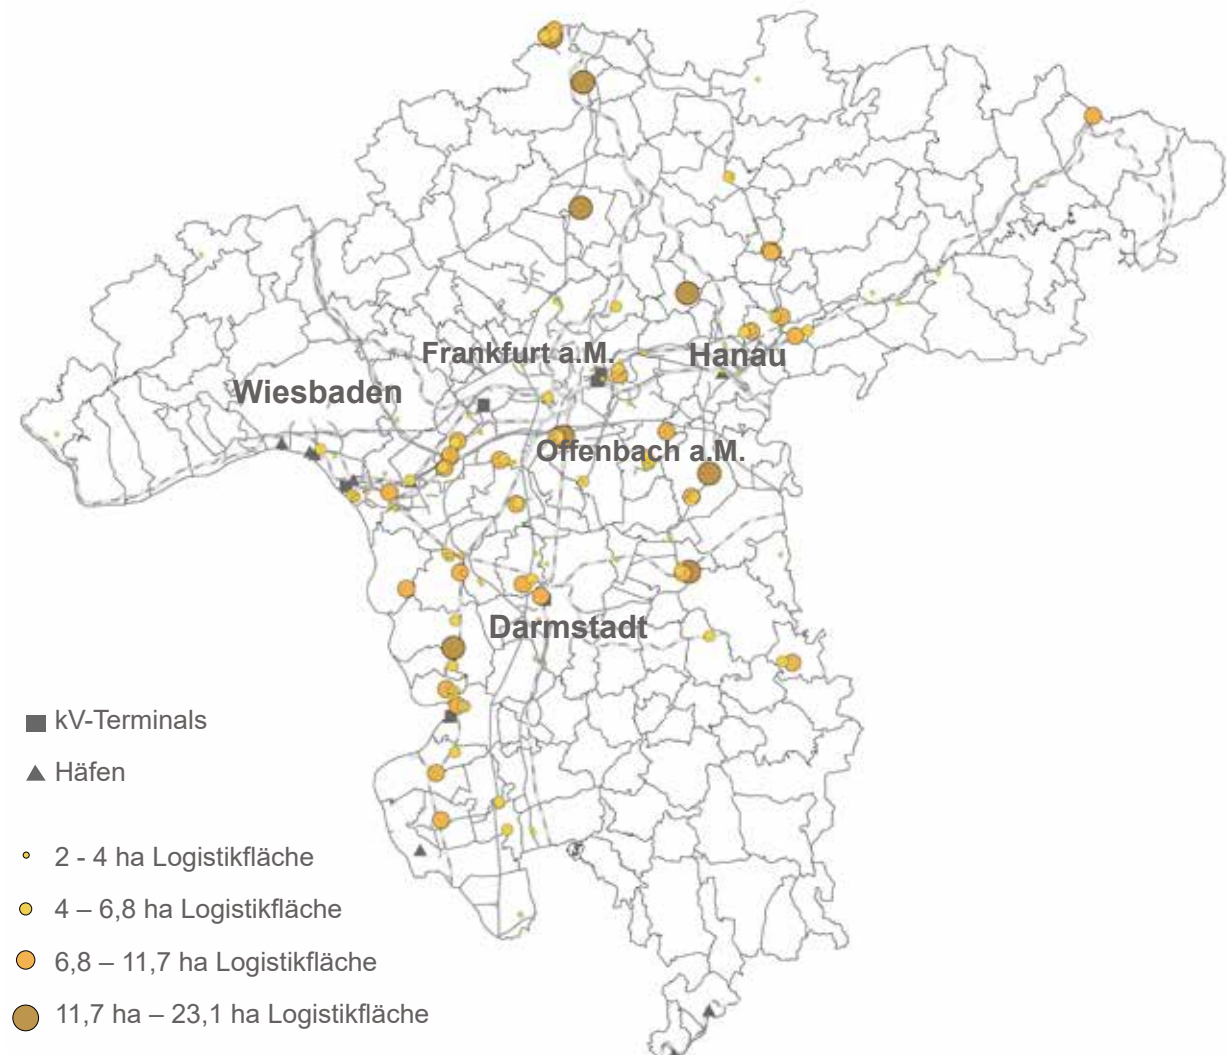 Frankfurt a.M.
Hanau
Wiesbaden
Offenbach a.M.
Darmstadt
kV-Terminals
Häfen
2 - 4 ha Logistikfläche
4 – 6,8 ha Logistikfläche
6,8 – 11,7 ha Logistikfläche
11,7 ha – 23,1 ha Logistikfläche